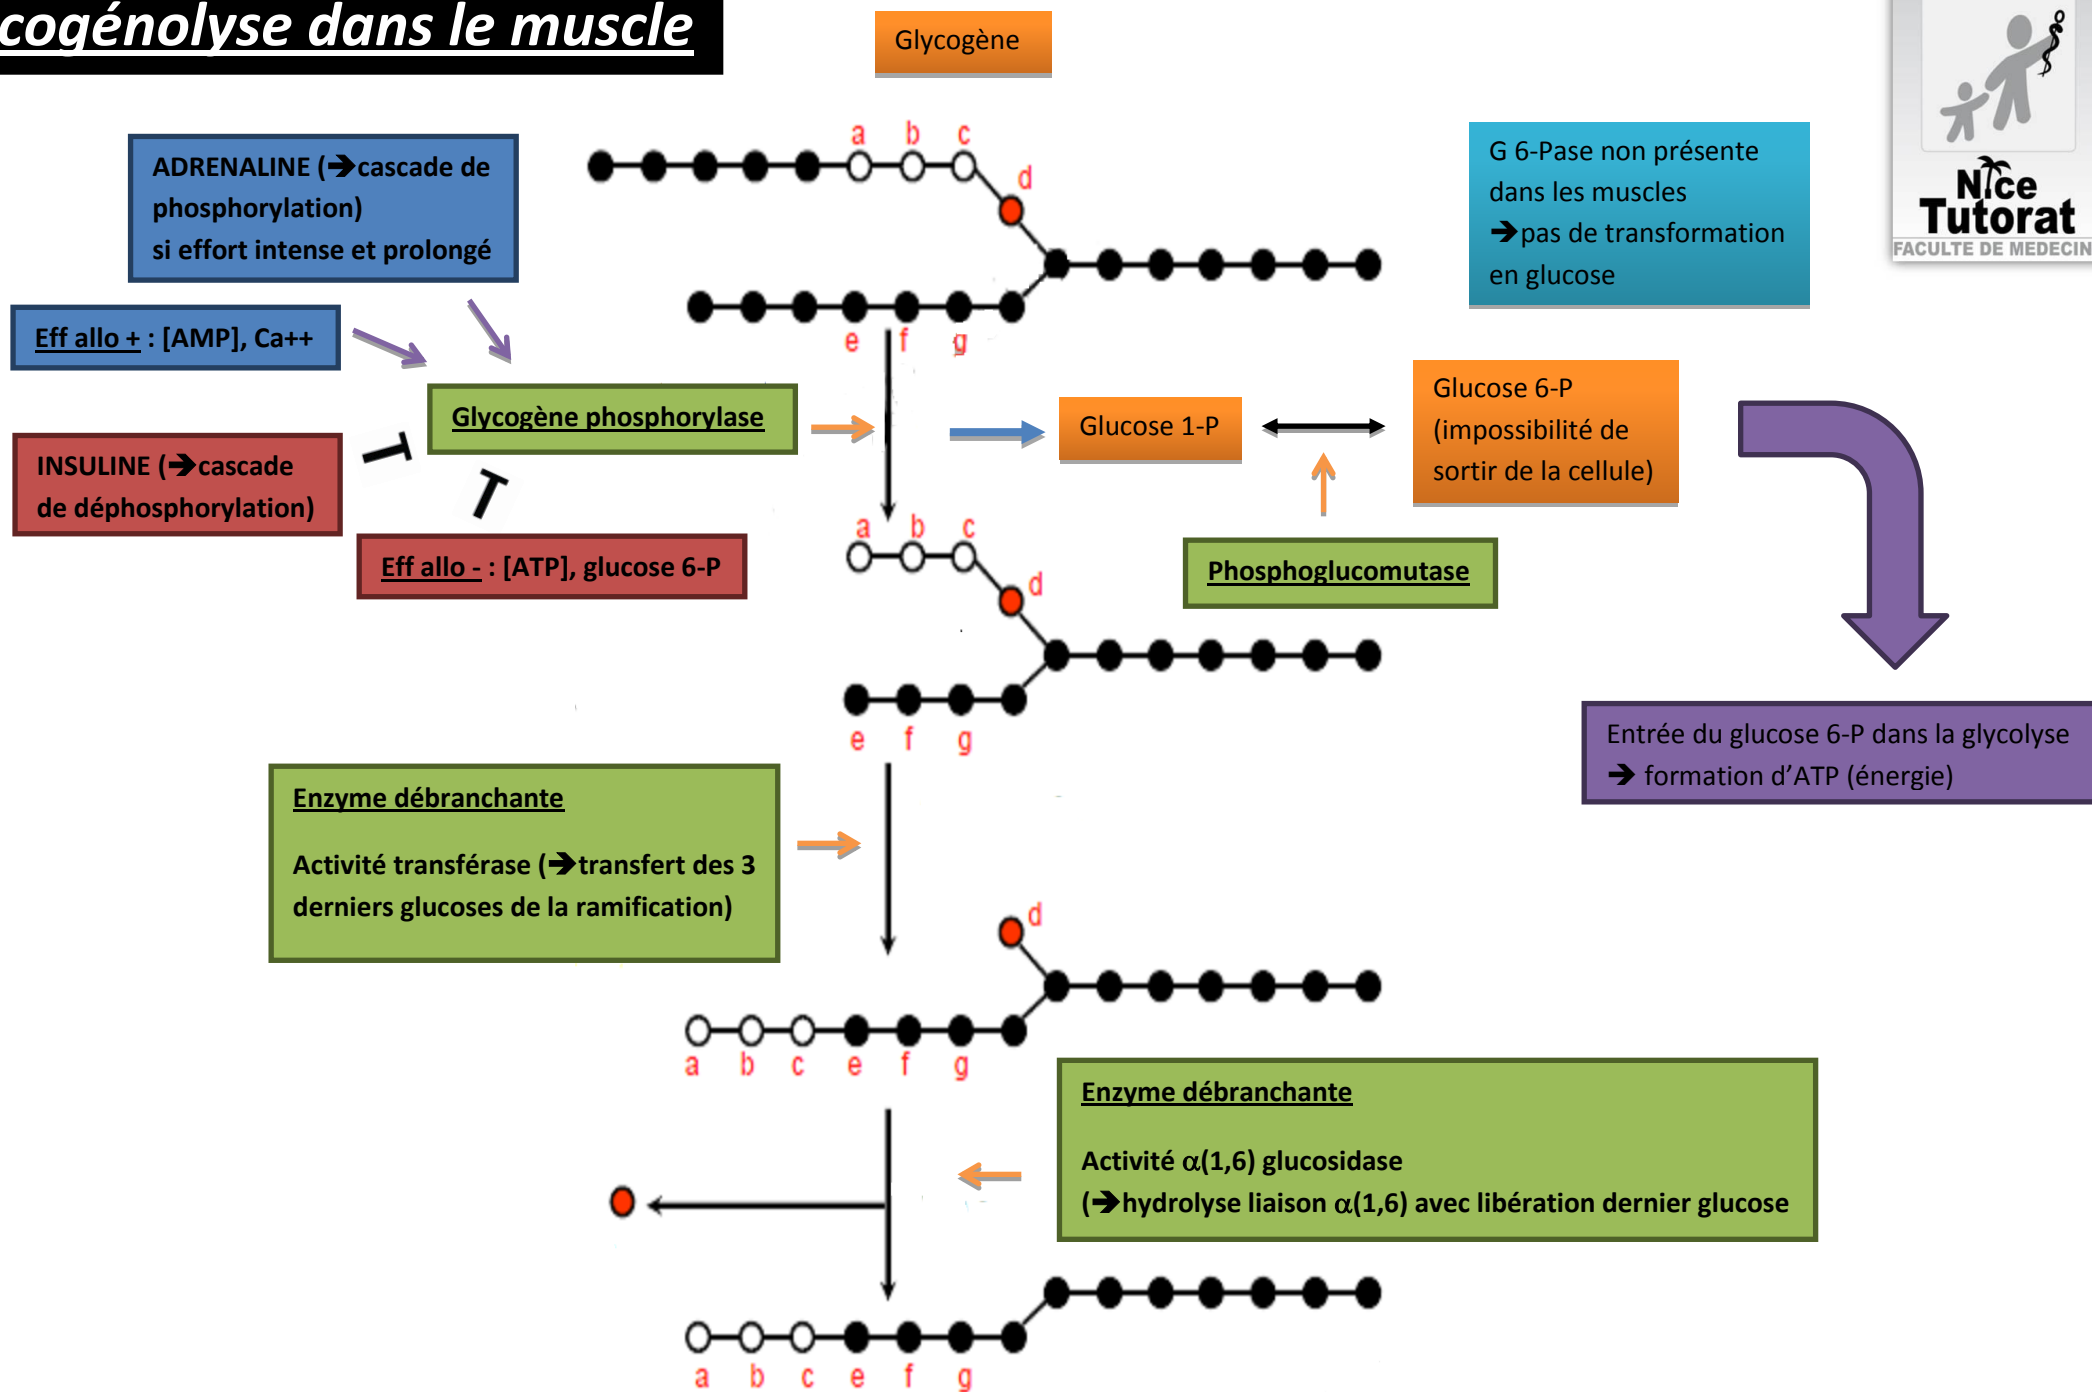 cogénolyse dans le muscle
Glycogène
ADRENALINE (➔cascade de
phosphorylation)
si effort intense et prolongé
a b c
d
e f g
G 6-Pase non présente
dans les muscles
➔pas de transformation
en glucose
Nice
Tutorat
FACULTE DE MEDECIN
Eff allo + : [AMP], Ca++
Glycogène phosphorylase
Glucose 1-P
Glucose 6-P
(impossibilité de
sortir de la cellule)
INSULINE (➔cascade
de déphosphorylation)
Eff allo - : [ATP], glucose 6-P
Phosphoglucomutase
a b c
d
e f g
Entrée du glucose 6-P dans la glycolyse
➔ formation d’ATP (énergie)
Enzyme débranchante
Activité transférase (➔transfert des 3
derniers glucoses de la ramification)
d
a b c e f g
Enzyme débranchante
Activité α(1,6) glucosidase
(➔hydrolyse liaison α(1,6) avec libération dernier glucose
a b c e f g